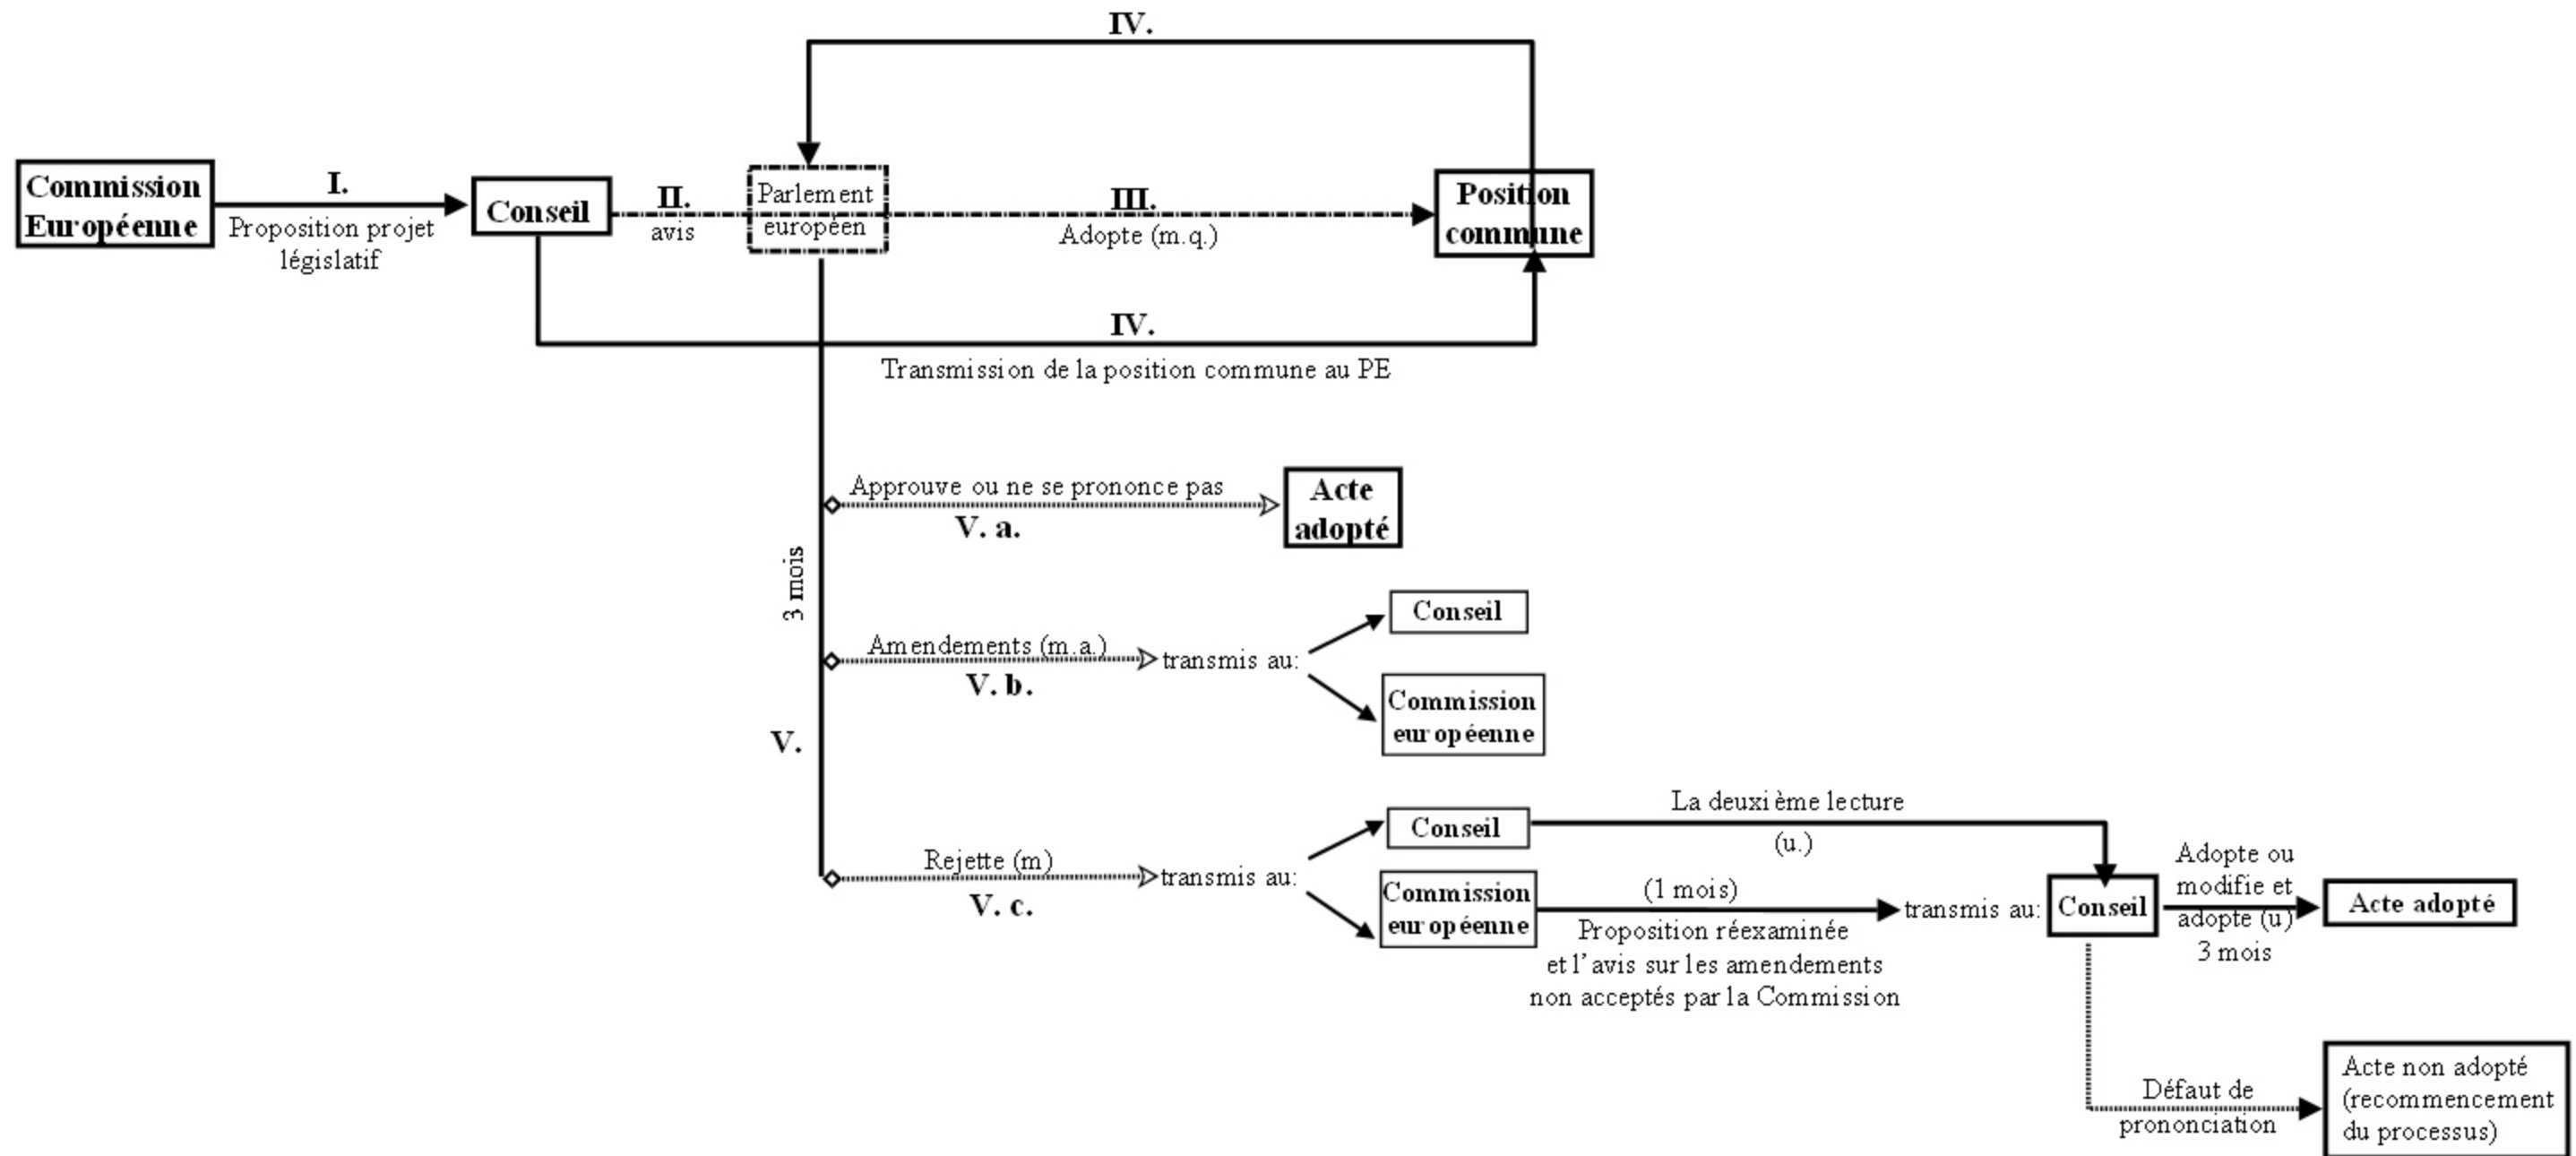 IV.
Commission
Européenne
I.
Proposition projet
législatif
Conseil
II.
avis
Parlement
européen
III.
Adopte (m.q.)
Position
commune
IV.
Transmission de la position commune au PE
3 mois
V.
Approuve ou ne se prononce pas
V. a.
Acte
adopté
Amendements (m.a.)
V. b.
transmis au:
Conseil
Commission
européenne
Rejette (m)
V. c.
transmis au:
Conseil
Commission
européenne
La deuxième lecture
(u.)
(1 mois)
Proposition réexaminée
et l'avis sur les amendements
non acceptés par la Commission
transmis au:
Conseil
Adopte ou
modifie et
adopte (u)
3 mois
Acte adopté
Défaut de
prononciation
Acte non adopté
(recommencement
du processus)